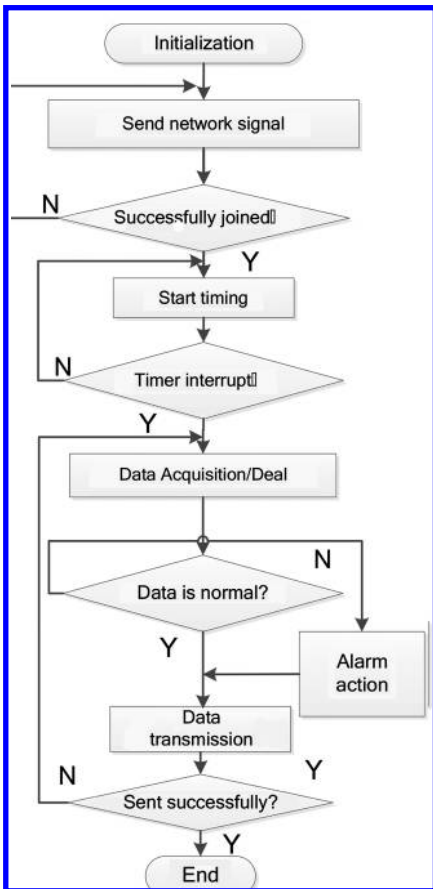 Initialization
Send network signal
N
Successfully joined▯
Y
Start timing
N
Timer interrupt▯
Y
Data Acquisition/Deal
N
Data is normal?
Y
Alarm
action
Data
transmission
N
Y
Sent successfully?
Y
End